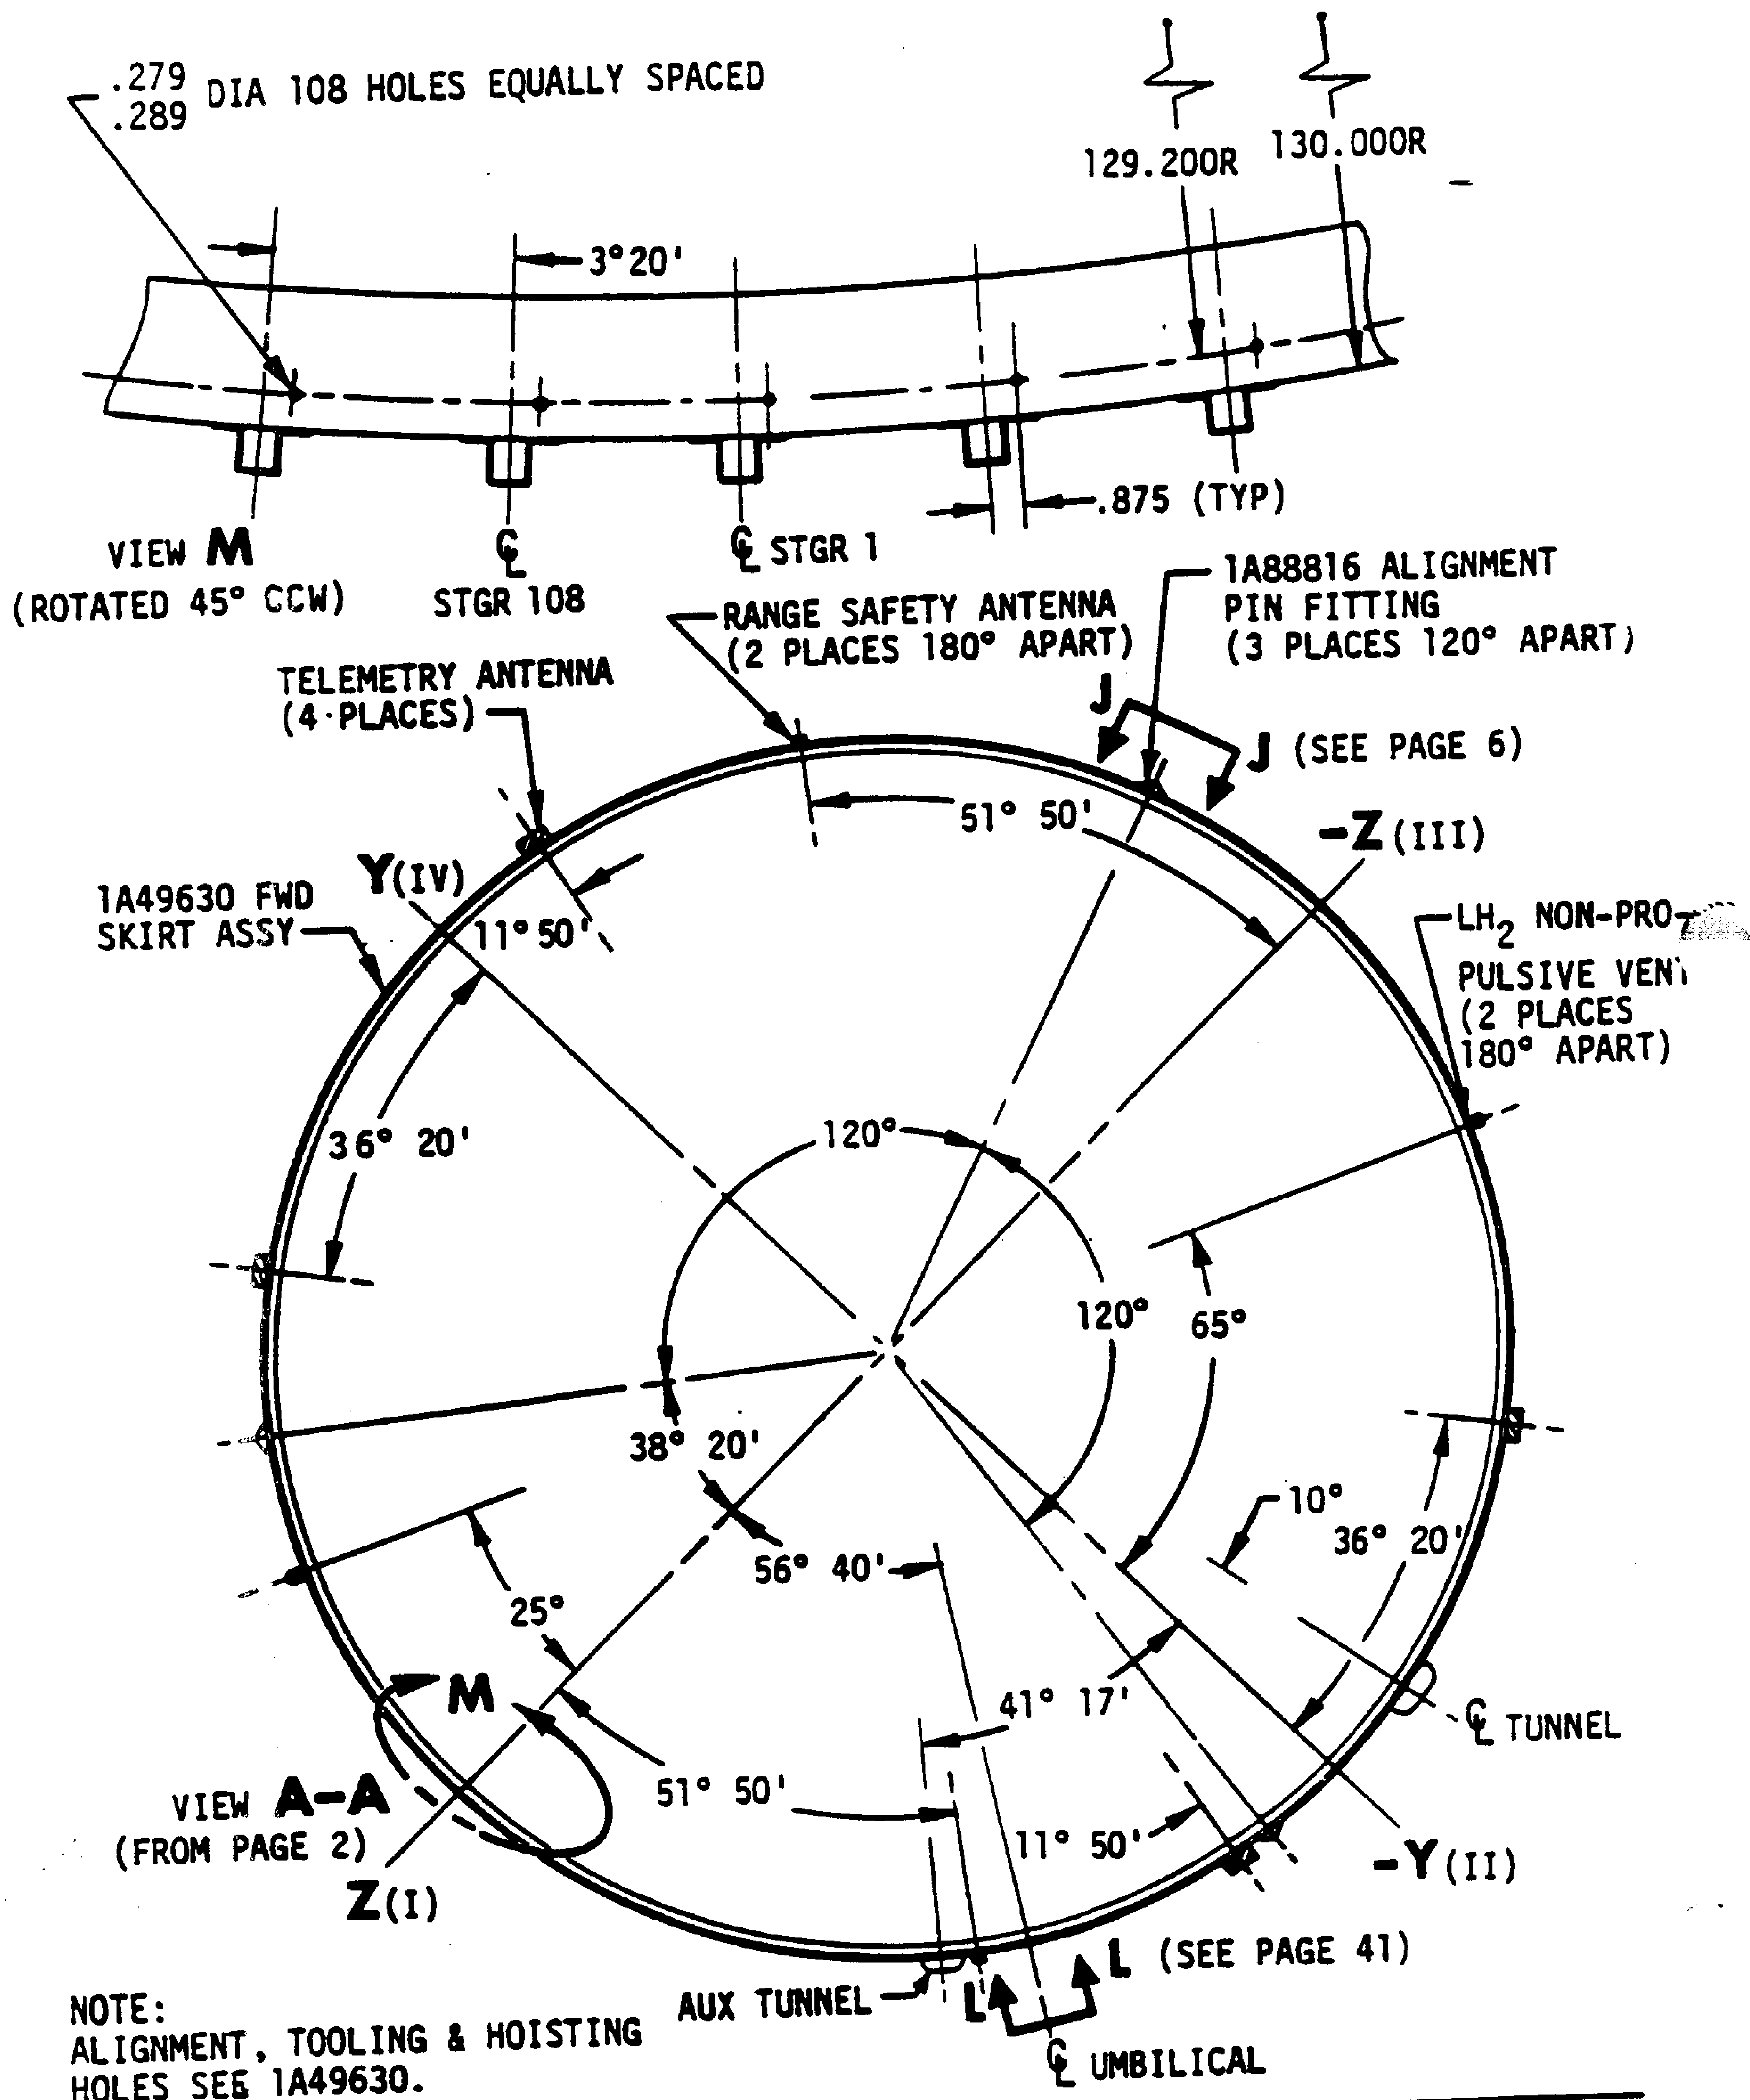 .279
.289 DIA 108 HOLES EQUALLY SPACED
129.200R
130.000R
3°20'
.875 (TYP)
VIEW M
(ROTATED 45° CCW)
℄
STGR 108
℄ STGR 1
1A88816 ALIGNMENT
PIN FITTING
(3 PLACES 120° APART)
RANGE SAFETY ANTENNA
(2 PLACES 180° APART)
TELEMETRY ANTENNA
(4 PLACES)
J
J (SEE PAGE 6)
51° 50'
-Z (III)
Y(IV)
1A49630 FWD
SKIRT ASSY
11° 50'
LH2 NON-PRO-
PULSIVE VENT
(2 PLACES
180° APART)
36° 20'
120°
120°
65°
38° 20'
10°
36° 20'
56° 40'
25°
M
41° 17'
℄ TUNNEL
51° 50'
VIEW A-A
(FROM PAGE 2)
11° 50'
-Y(II)
Z(I)
L (SEE PAGE 41)
L
AUX TUNNEL
℄ UMBILICAL
NOTE:
ALIGNMENT, TOOLING & HOISTING
HOLES SEE 1A49630.